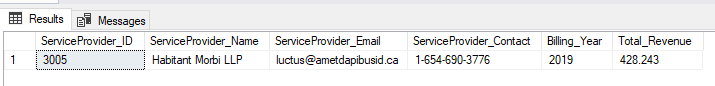 Results Messages
ServiceProvider_ID ServiceProvider_Name ServiceProvider_Email ServiceProvider_Contact Billing_Year Total_Revenue
1 3005 Habitant Morbi LLP luctus@ametdapibusid.ca 1-654-690-3776 2019 428.243